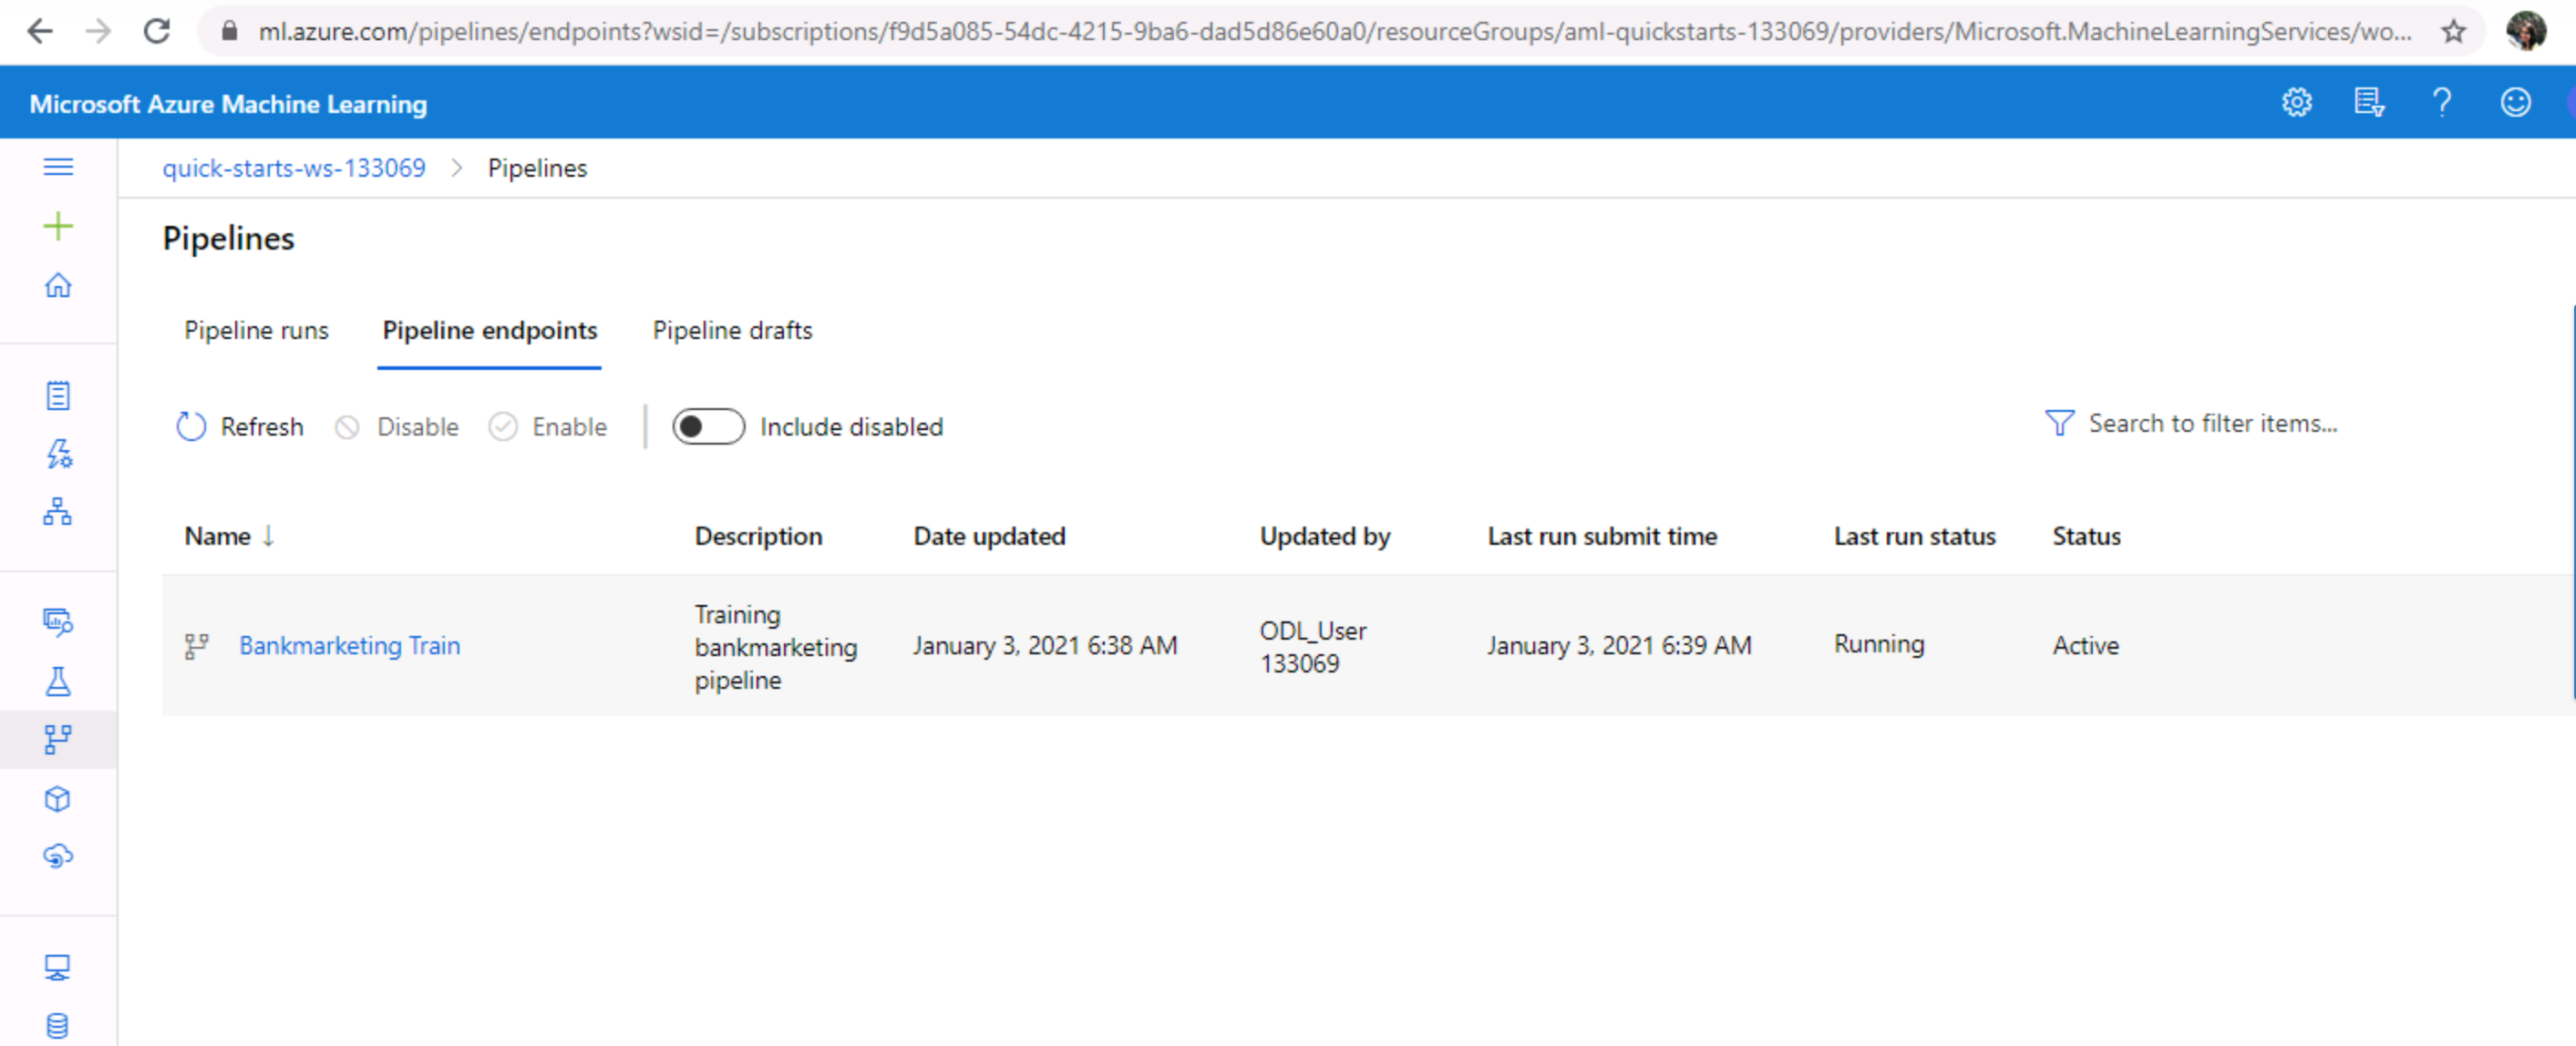 ml.azure.com/pipelines/endpoints?wsid=/subscriptions/f9d5a085-54dc-4215-9ba6-dad5d86e60a0/resourceGroups/aml-quickstarts-133069/providers/Microsoft.MachineLearningServices/wo...
Microsoft Azure Machine Learning
quick-starts-ws-133069 > Pipelines
Pipelines
Pipeline runs Pipeline endpoints Pipeline drafts
Refresh Disable Enable Include disabled Search to filter items...
Name ↓ Description Date updated Updated by Last run submit time Last run status Status
Bankmarketing Train Training bankmarketing pipeline January 3, 2021 6:38 AM ODL_User 133069 January 3, 2021 6:39 AM Running Active